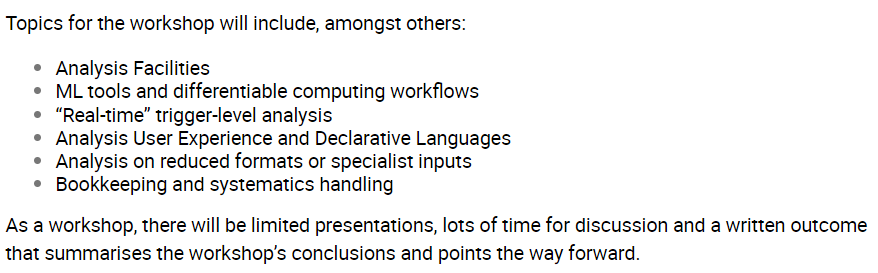 Topics for the workshop will include, amongst others:
• Analysis Facilities
• ML tools and differentiable computing workflows
• “Real-time” trigger-level analysis
• Analysis User Experience and Declarative Languages
• Analysis on reduced formats or specialist inputs
• Bookkeeping and systematics handling
As a workshop, there will be limited presentations, lots of time for discussion and a written outcome
that summarises the workshop’s conclusions and points the way forward.